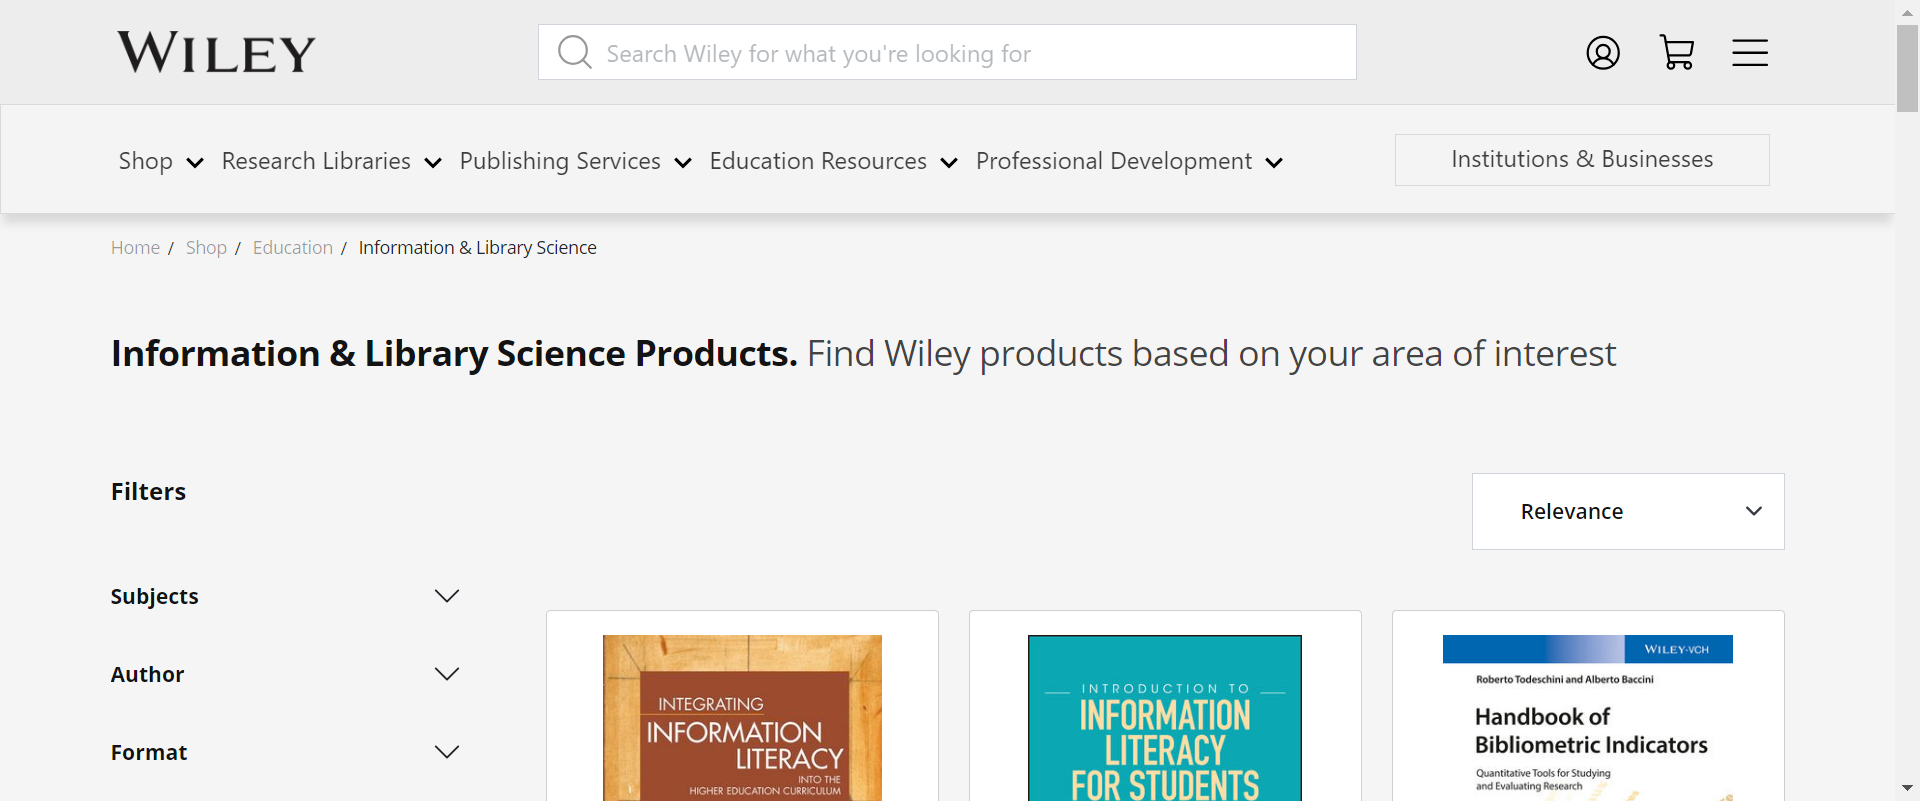 WILEY
Search Wiley for what you're looking for
Shop Research Libraries Publishing Services Education Resources Professional Development Institutions & Businesses
Home / Shop / Education / Information & Library Science
Information & Library Science Products. Find Wiley products based on your area of interest
Filters
Relevance
Subjects
Author
Format
INTEGRATING
INFORMATION
LITERACY
INTO THE
HIGHER EDUCATION CURRICULUM
INTRODUCTION TO
INFORMATION
LITERACY
FOR STUDENTS
WILEY-VCH
Roberto Todeschini and Alberto Baccini
Handbook of
Bibliometric Indicators
Quantitative Tools for Studying
and Evaluating Research